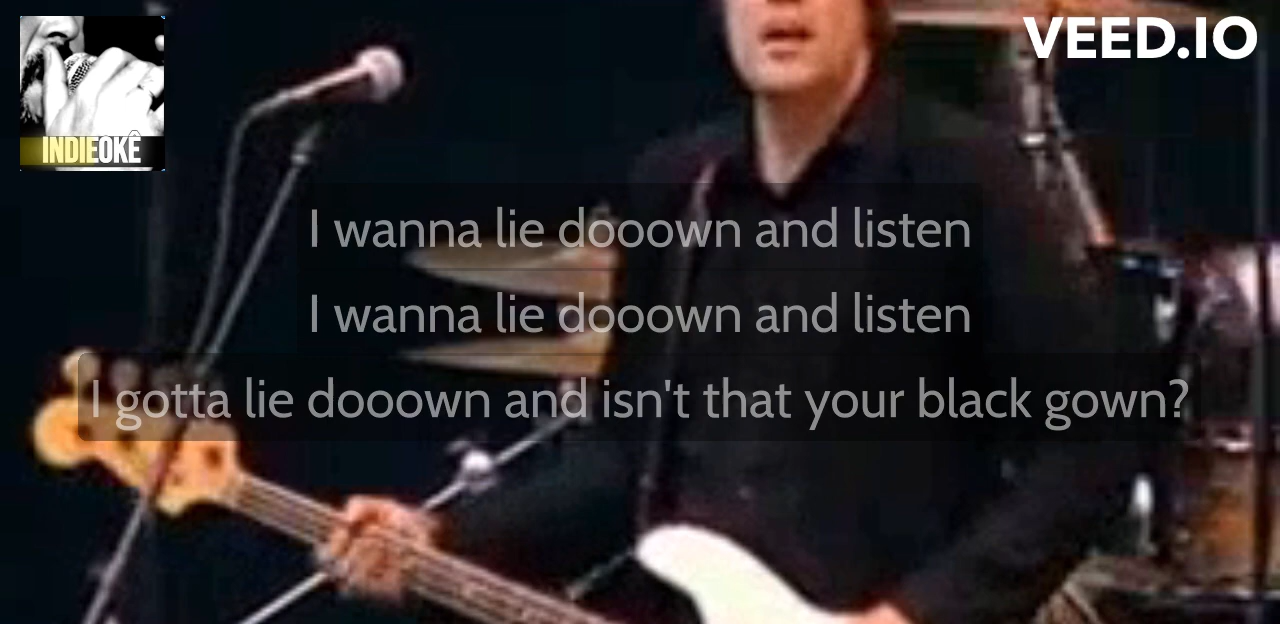 VEED.IO
INDIEOKÊ
I wanna lie dooown and listen
I wanna lie dooown and listen
I gotta lie dooown and isn't that your black gown?